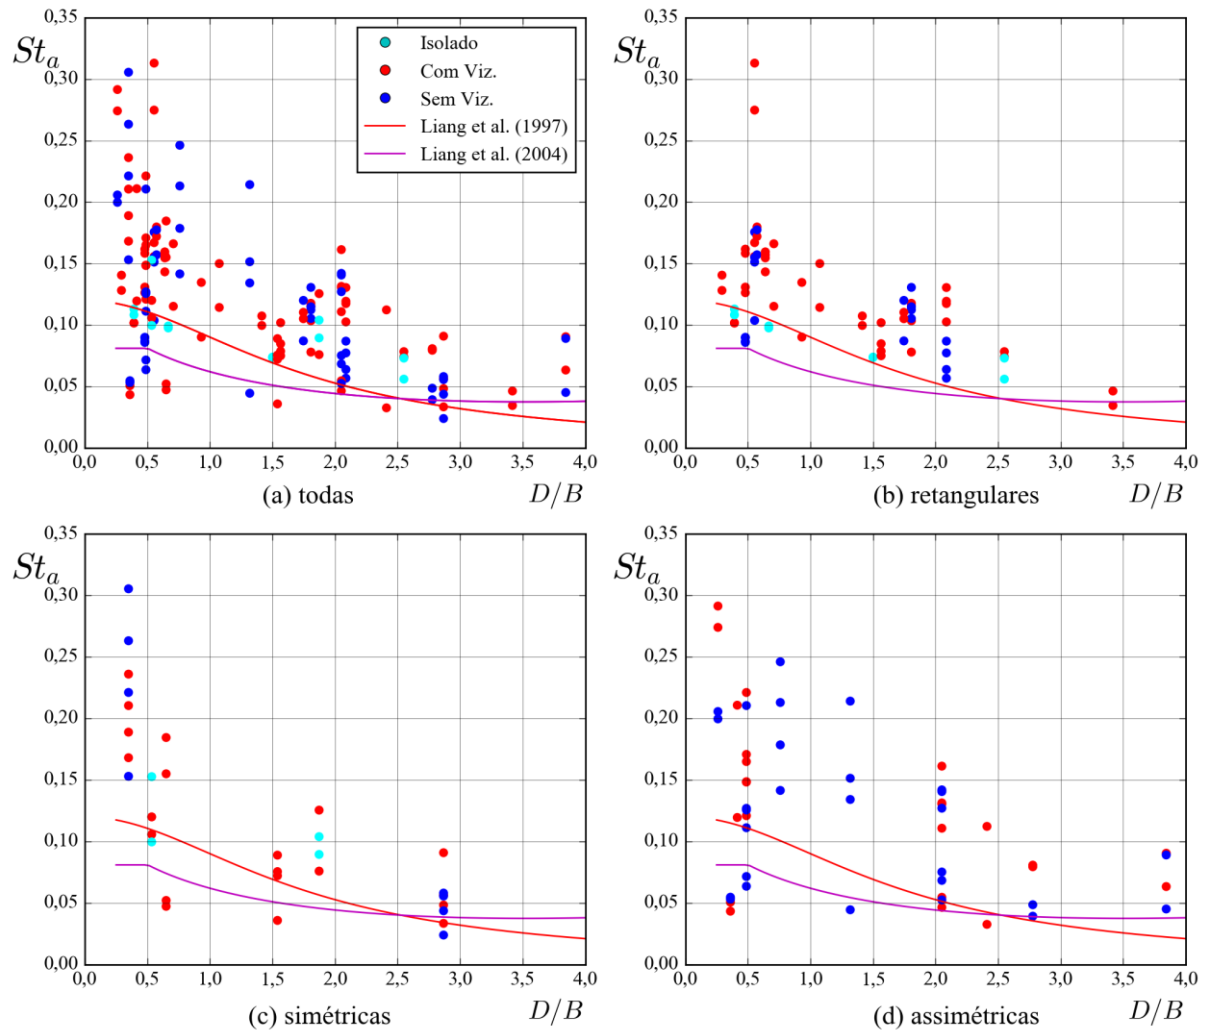 0,35
0,30
0,25
0,20
0,15
0,10
0,05
0,00
St_a
Isolado
Com Viz.
Sem Viz.
Liang et al. (1997)
Liang et al. (2004)
0,0 0,5 1,0 1,5 2,0 2,5 3,0 3,5 4,0
(a) todas D/B
0,35
0,30
0,25
0,20
0,15
0,10
0,05
0,00
St_a
0,0 0,5 1,0 1,5 2,0 2,5 3,0 3,5 4,0
(b) retangulares D/B
0,35
0,30
0,25
0,20
0,15
0,10
0,05
0,00
St_a
0,0 0,5 1,0 1,5 2,0 2,5 3,0 3,5 4,0
(c) simétricas D/B
0,35
0,30
0,25
0,20
0,15
0,10
0,05
0,00
St_a
0,0 0,5 1,0 1,5 2,0 2,5 3,0 3,5 4,0
(d) assimétricas D/B